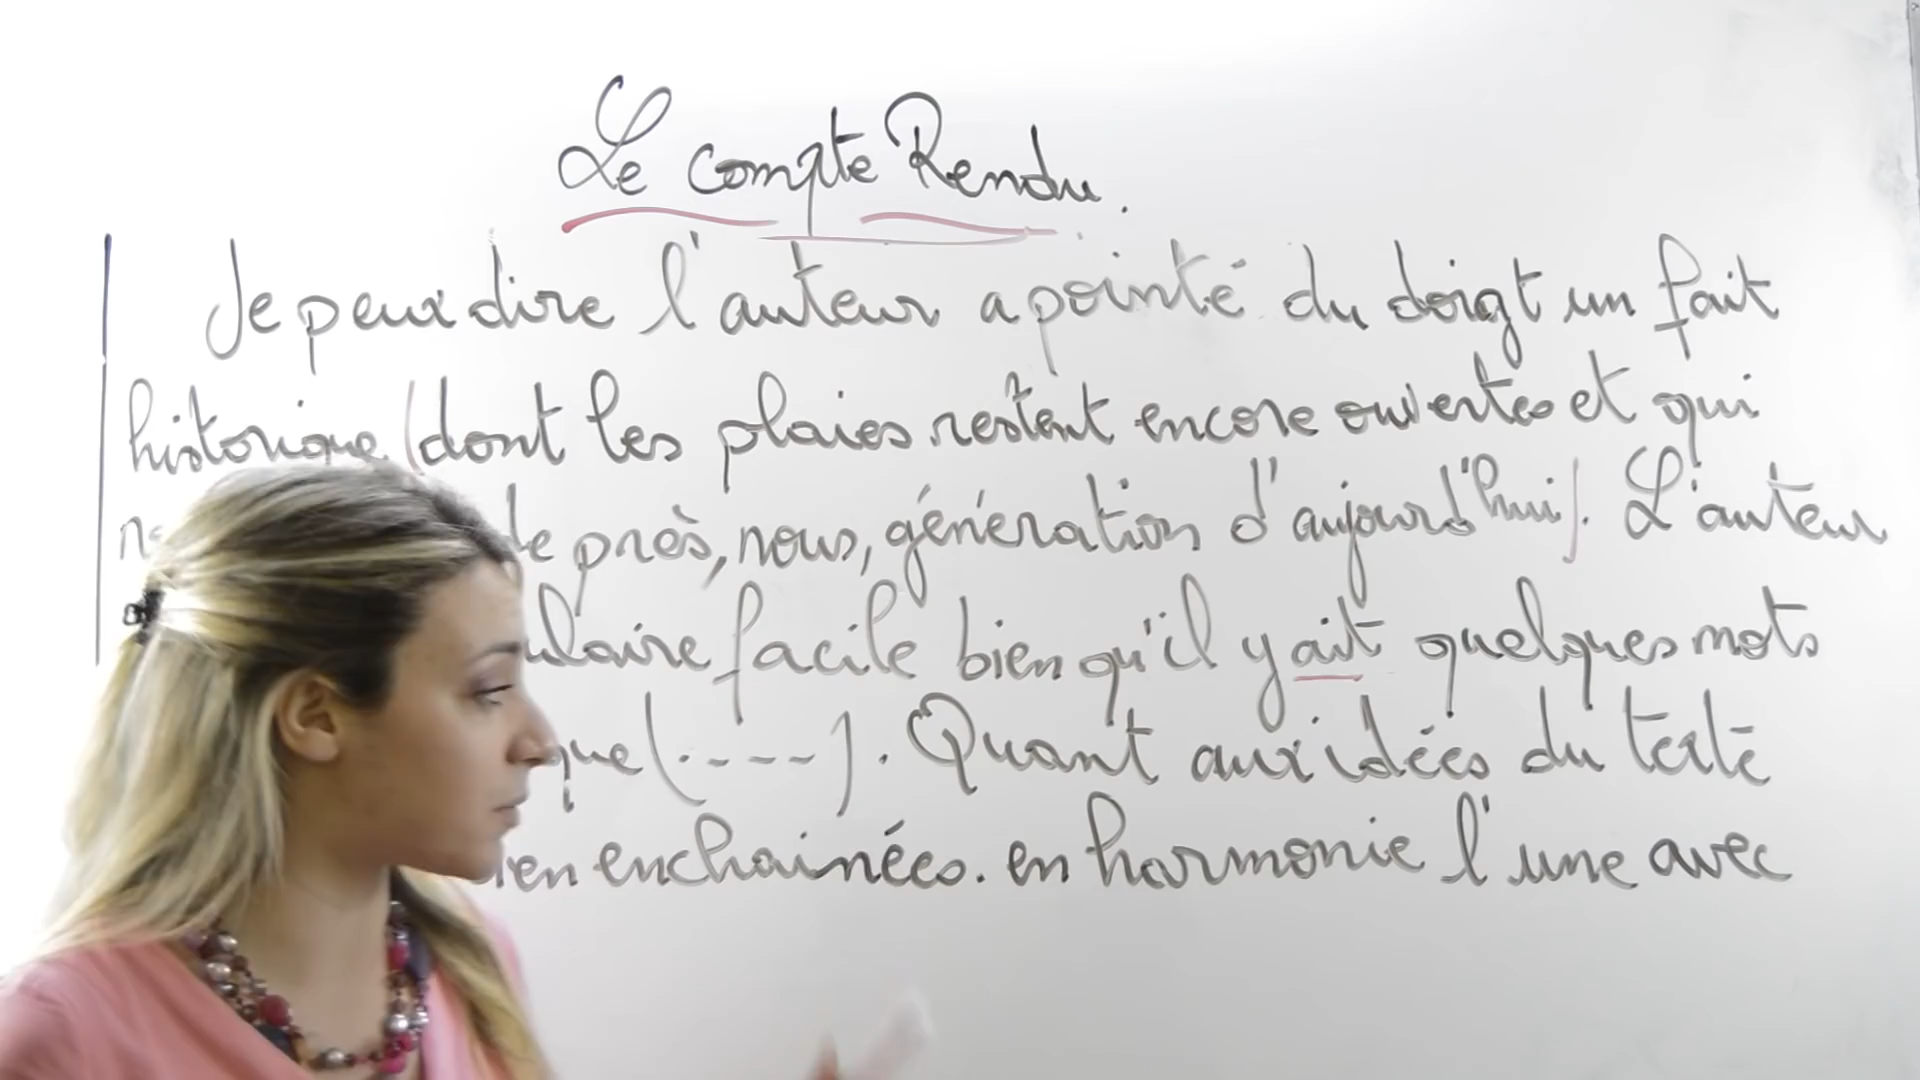 Le compte Rendu.
Je peux dire l'auteur a pointé du doigt un fait
historique (dont les plaies restent encore ouvertes et qui
de près, nous, génération d'aujourd'hui). L'auteur
facile bien qu'il y ait quelques mots
que (.----). Quant aux idées du texte
enchainées. en harmonie l'une avec